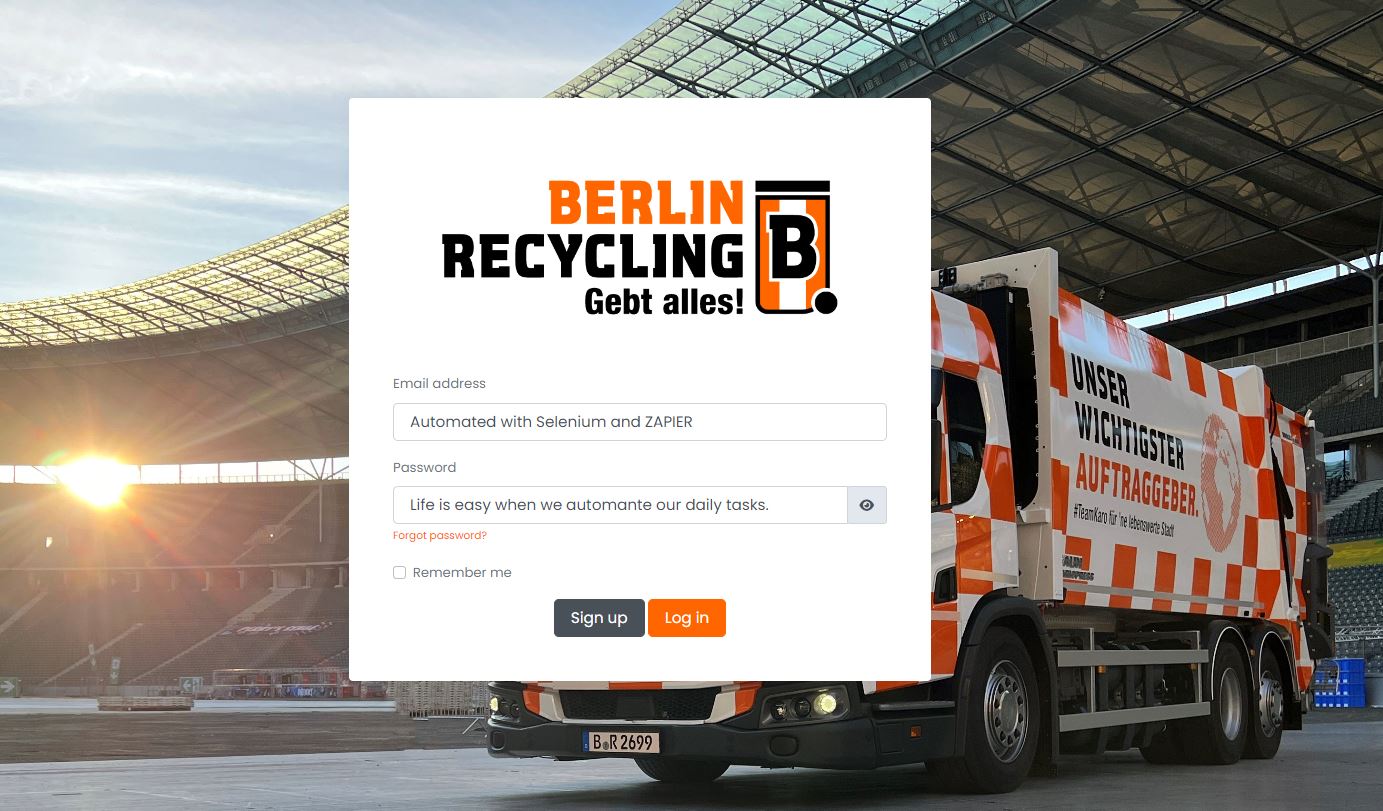 BERLIN
RECYCLING
B
Gebt alles!
Email address
Automated with Selenium and ZAPIER
Password
Life is easy when we automante our daily tasks.
Forgot password?
Remember me
Sign up
Log in
UNSER
WICHTIGSTER
AUFTRAGGEBER.
#TeamKaro für 'ne lebenswerte Stadt
B R 2699